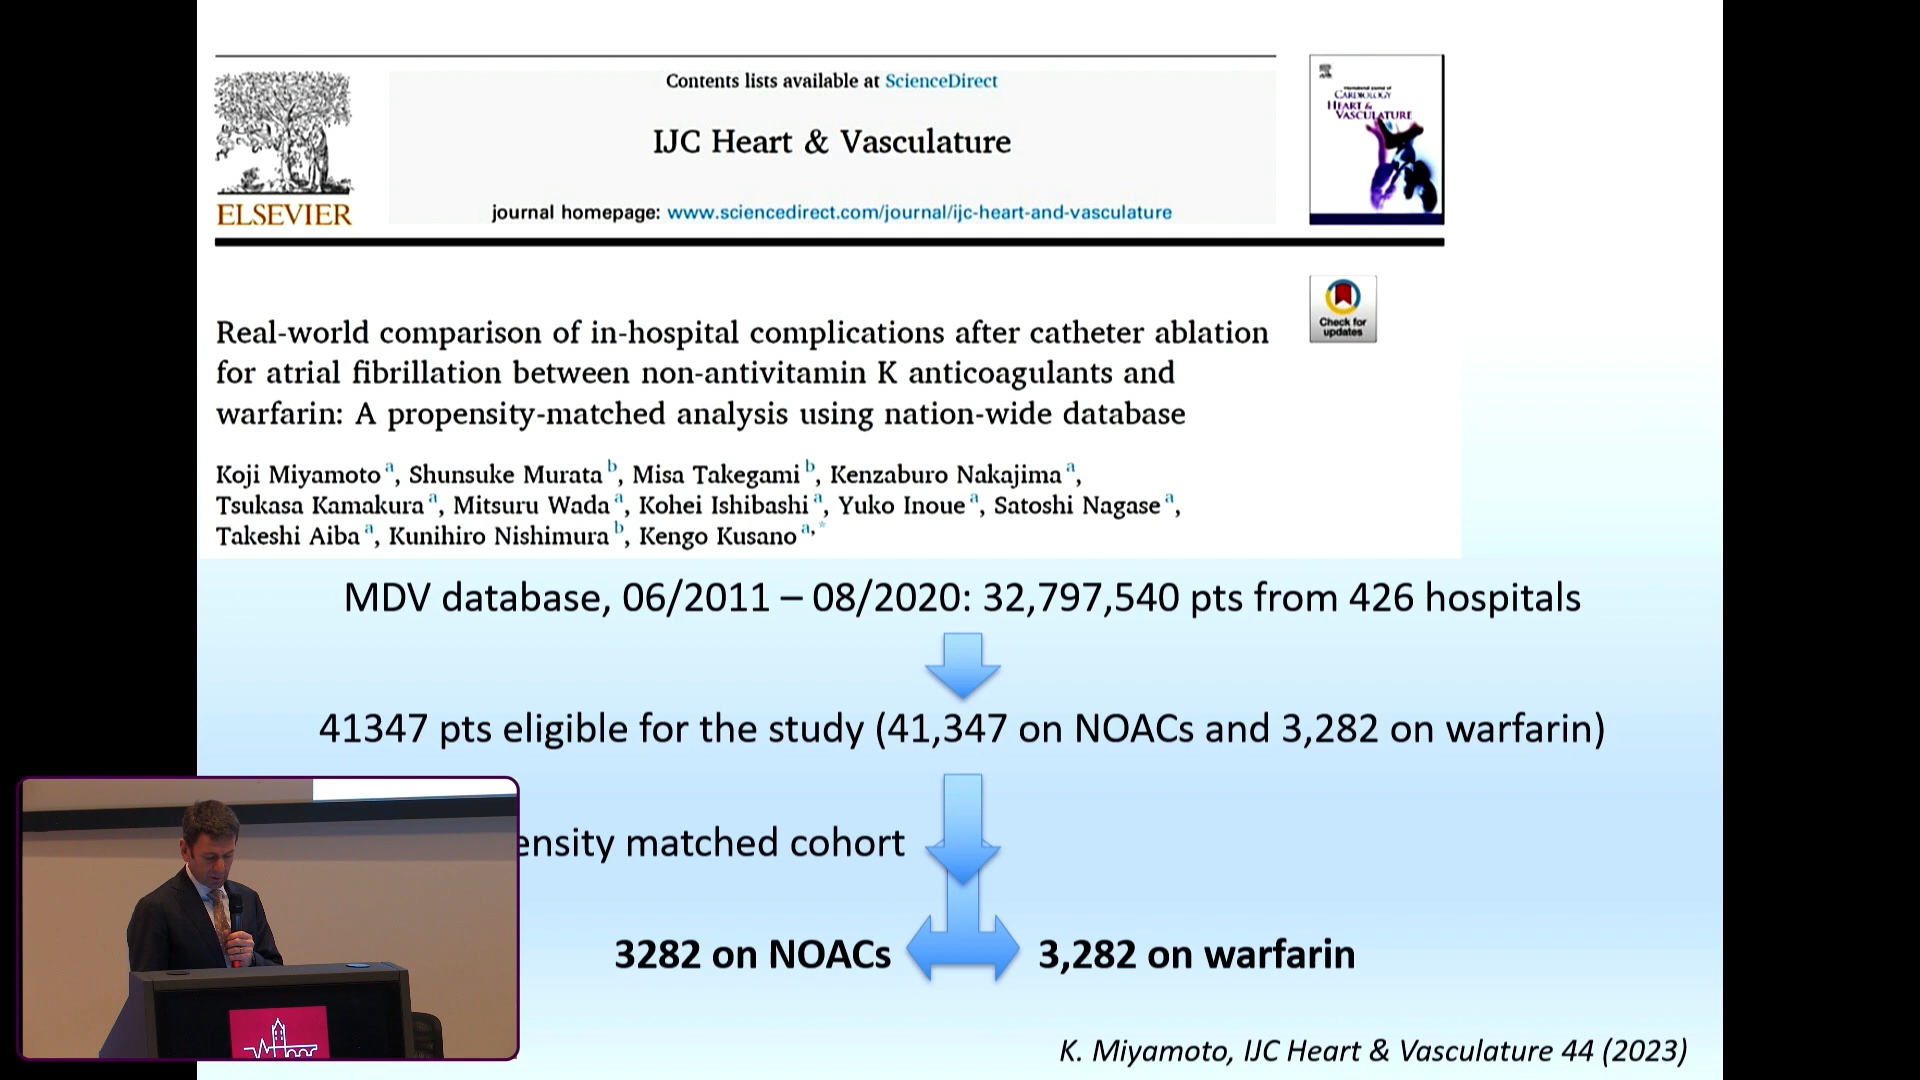 Contents lists available at ScienceDirect
IJC Heart & Vasculature
journal homepage: www.sciencedirect.com/journal/ijc-heart-and-vasculature
ELSEVIER
CARDIOLOGY
HEART &
VASCULATURE
Check for
updates
Real-world comparison of in-hospital complications after catheter ablation
for atrial fibrillation between non-antivitamin K anticoagulants and
warfarin: A propensity-matched analysis using nation-wide database
Koji Miyamoto a, Shunsuke Murata b, Misa Takegami b, Kenzaburo Nakajima a,
Tsukasa Kamakura a, Mitsuru Wada a, Kohei Ishibashi a, Yuko Inoue a, Satoshi Nagase a,
Takeshi Aiba a, Kunihiro Nishimura b, Kengo Kusano a,*
MDV database, 06/2011 – 08/2020: 32,797,540 pts from 426 hospitals
41347 pts eligible for the study (41,347 on NOACs and 3,282 on warfarin)
ensity matched cohort
3282 on NOACs 3,282 on warfarin
K. Miyamoto, IJC Heart & Vasculature 44 (2023)